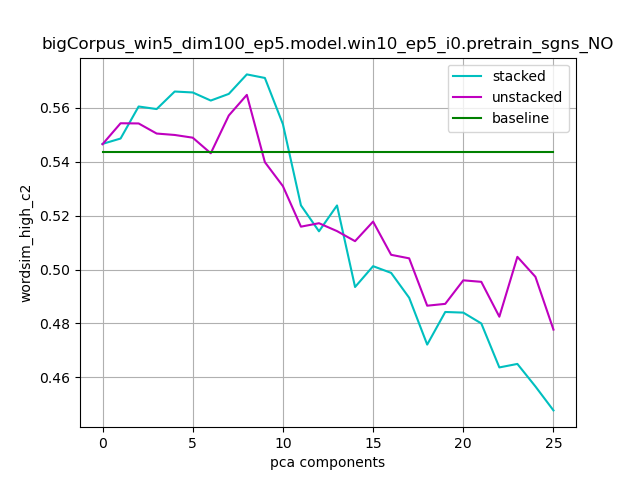 bigCorpus_win5_dim100_ep5.model.win10_ep5_i0.pretrain_sgns_NO
stacked
unstacked
baseline
0.56
0.54
0.52
0.50
0.48
0.46
wordsim_high_c2
0 5 10 15 20 25
pca components